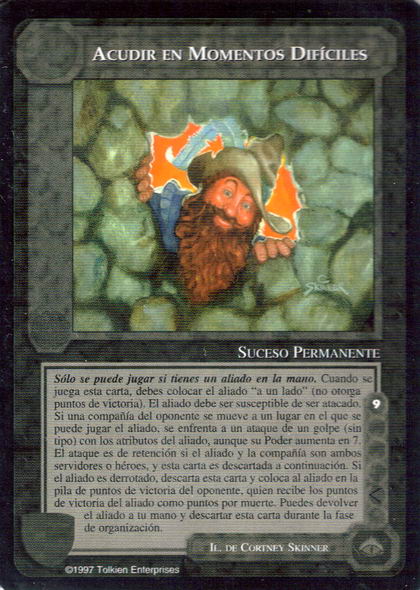 ACUDIR EN MOMENTOS DIFÍCILES
SKINNER
SUCESO PERMANENTE
Sólo se puede jugar si tienes un aliado en la mano. Cuando se
juega esta carta, debes colocar el aliado “a un lado” (no otorga
puntos de victoria). El aliado debe ser susceptible de ser atacado.
Si una compañía del oponente se mueve a un lugar en el que se
puede jugar el aliado, se enfrenta a un ataque de un golpe (sin
tipo) con los atributos del aliado, aunque su Poder aumenta en 7.
El ataque es de retención si el aliado y la compañía son ambos
servidores o héroes, y esta carta es descartada a continuación. Si
el aliado es derrotado, descarta esta carta y coloca al aliado en la
pila de puntos de victoria del oponente, quien recibe los puntos
de victoria del aliado como puntos por muerte. Puedes devolver
el aliado a tu mano y descartar esta carta durante la fase
de organización.
9
IL. DE CORTNEY SKINNER
©1997 Tolkien Enterprises